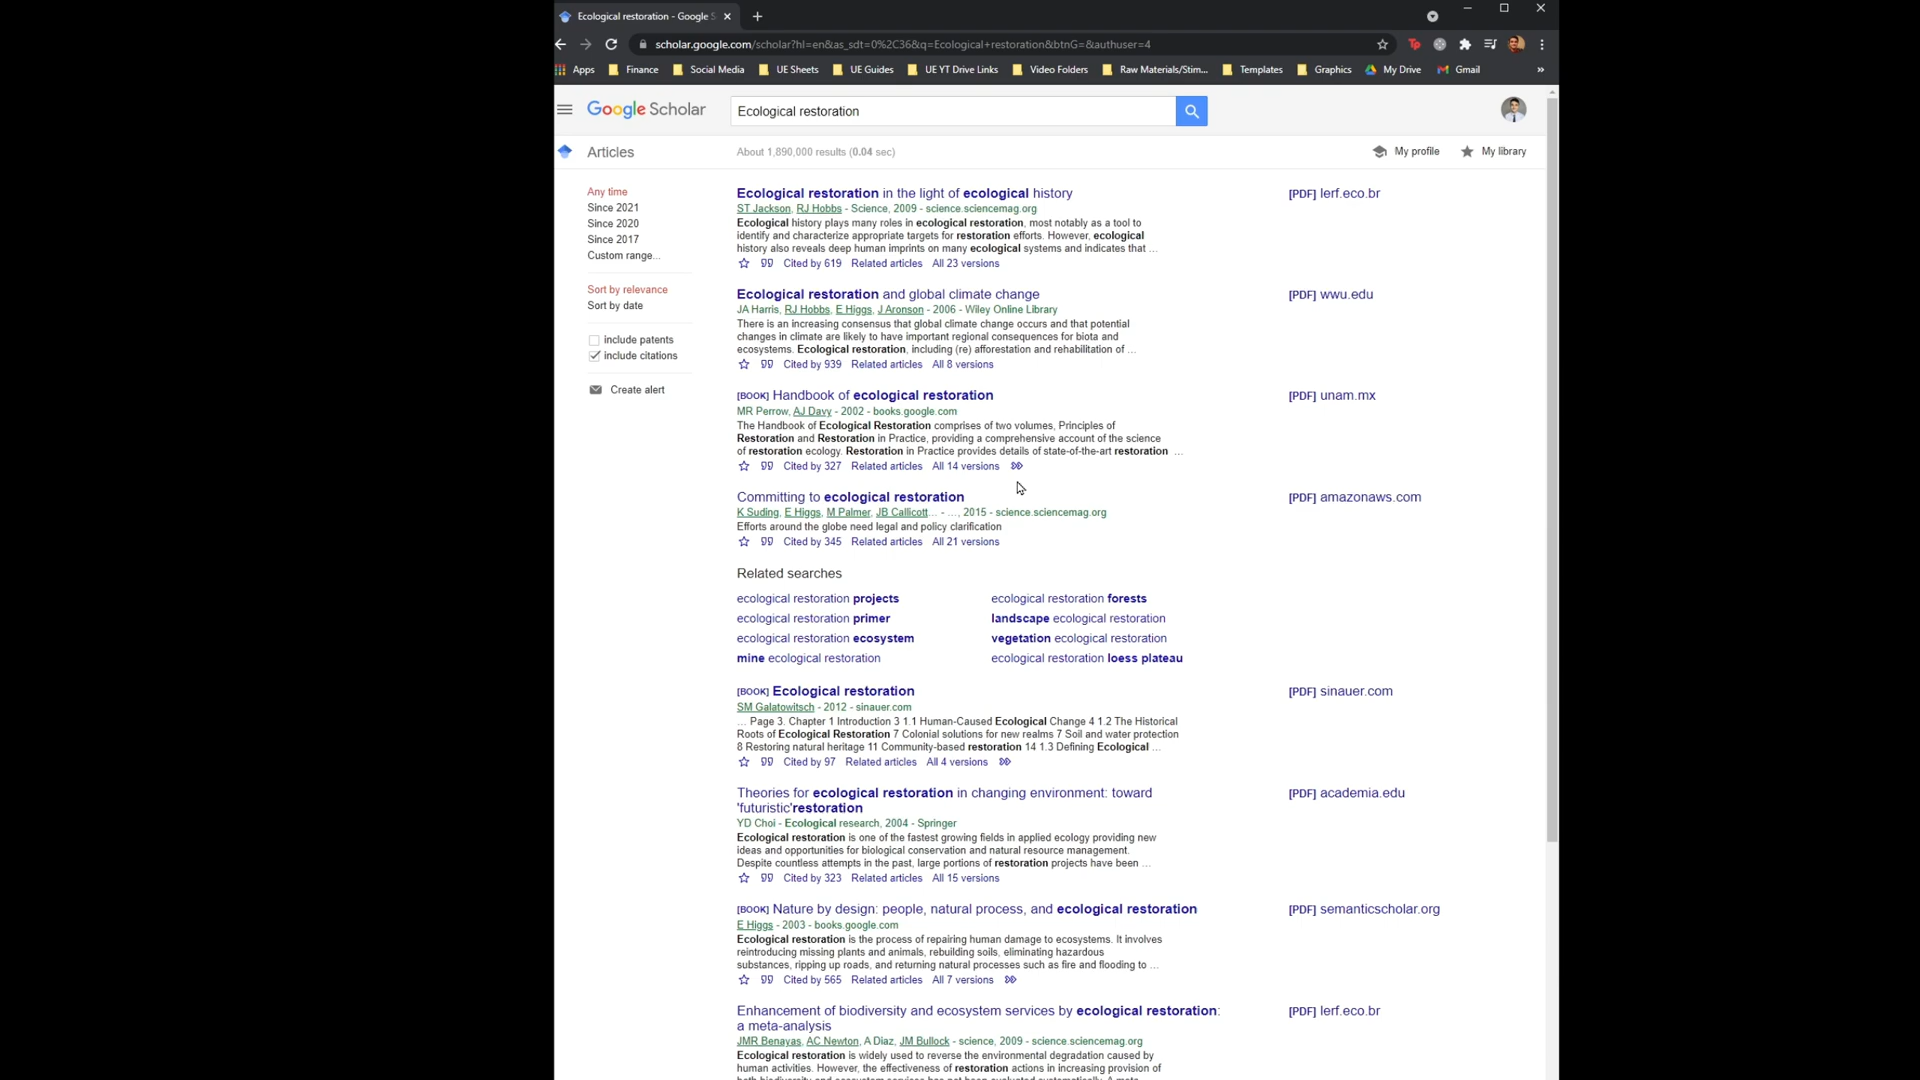 Ecological restoration - Google S
scholar.google.com/scholar?hl=en&as_sdt=0%2C36&q=Ecological+restoration&btnG=&authuser=4
Apps Finance Social Media UE Sheets UE Guides UE YT Drive Links Video Folders Raw Materials/Stim... Templates Graphics My Drive Gmail »
Google Scholar
Ecological restoration
Articles
About 1,890,000 results (0.04 sec)
My profile My library
Any time
Since 2021
Since 2020
Since 2017
Custom range...
Sort by relevance
Sort by date
include patents
include citations
Create alert
Ecological restoration in the light of ecological history
[PDF] lerf.eco.br
ST Jackson, RJ Hobbs - Science, 2009 - science.sciencemag.org
Ecological history plays many roles in ecological restoration, most notably as a tool to
identify and characterize appropriate targets for restoration efforts. However, ecological
history also reveals deep human imprints on many ecological systems and indicates that ...
Cited by 619 Related articles All 23 versions
Ecological restoration and global climate change
[PDF] wwu.edu
JA Harris, RJ Hobbs, E Higgs, J Aronson - 2006 - Wiley Online Library
There is an increasing consensus that global climate change occurs and that potential
changes in climate are likely to have important regional consequences for biota and
ecosystems. Ecological restoration, including (re) afforestation and rehabilitation of ...
Cited by 939 Related articles All 8 versions
[BOOK] Handbook of ecological restoration
[PDF] unam.mx
MR Perrow, AJ Davy - 2002 - books.google.com
The Handbook of Ecological Restoration comprises of two volumes, Principles of
Restoration and Restoration in Practice, providing a comprehensive account of the science
of restoration ecology. Restoration in Practice provides details of state-of-the-art restoration ...
Cited by 327 Related articles All 14 versions
Committing to ecological restoration
[PDF] amazonaws.com
K Suding, E Higgs, M Palmer, JB Callicott... - ..., 2015 - science.sciencemag.org
Efforts around the globe need legal and policy clarification
Cited by 345 Related articles All 21 versions
Related searches
ecological restoration projects
ecological restoration forests
ecological restoration primer
landscape ecological restoration
ecological restoration ecosystem
vegetation ecological restoration
mine ecological restoration
ecological restoration loess plateau
[BOOK] Ecological restoration
[PDF] sinauer.com
SM Galatowitsch - 2012 - sinauer.com
... Page 3. Chapter 1 Introduction 3 1.1 Human-Caused Ecological Change 4 1.2 The Historical
Roots of Ecological Restoration 7 Colonial solutions for new realms 7 Soil and water protection
8 Restoring natural heritage 11 Community-based restoration 14 1.3 Defining Ecological ...
Cited by 97 Related articles All 4 versions
Theories for ecological restoration in changing environment: toward
'futuristic'restoration
[PDF] academia.edu
YD Choi - Ecological research, 2004 - Springer
Ecological restoration is one of the fastest growing fields in applied ecology providing new
ideas and opportunities for biological conservation and natural resource management.
Despite countless attempts in the past, large portions of restoration projects have been ...
Cited by 323 Related articles All 15 versions
[BOOK] Nature by design: people, natural process, and ecological restoration
[PDF] semanticscholar.org
E Higgs - 2003 - books.google.com
Ecological restoration is the process of repairing human damage to ecosystems. It involves
reintroducing missing plants and animals, rebuilding soils, eliminating hazardous
substances, ripping up roads, and returning natural processes such as fire and flooding to ...
Cited by 565 Related articles All 7 versions
Enhancement of biodiversity and ecosystem services by ecological restoration:
a meta-analysis
[PDF] lerf.eco.br
JMR Benayas, AC Newton, A Diaz, JM Bullock - science, 2009 - science.sciencemag.org
Ecological restoration is widely used to reverse the environmental degradation caused by
human activities. However, the effectiveness of restoration actions in increasing provision of